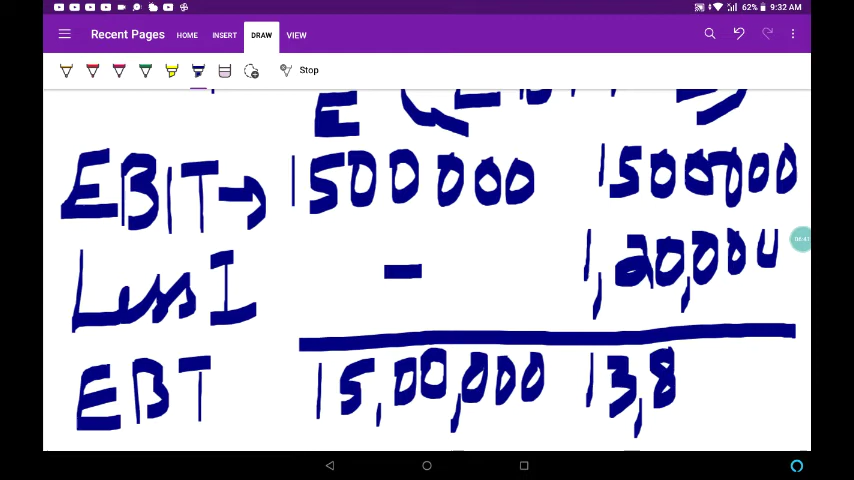 62% 9:32 AM
Recent Pages HOME INSERT DRAW VIEW
Stop
EBIT → 1500000 1500000
Less I - 1,20,000
EBT 15,00,000 13,8